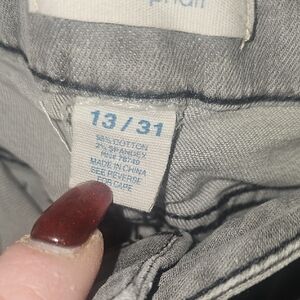 13 / 31
98% COTTON
2% SPANDEX
MADE IN CHINA
SEE REVERSE
FOR CARE